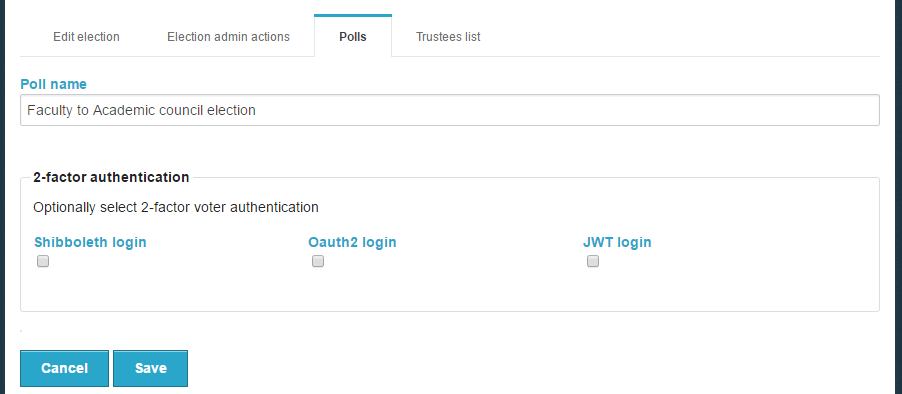 Edit election Election admin actions Polls Trustees list
Poll name
Faculty to Academic council election
2-factor authentication
Optionally select 2-factor voter authentication
Shibboleth login Oauth2 login JWT login
Cancel Save